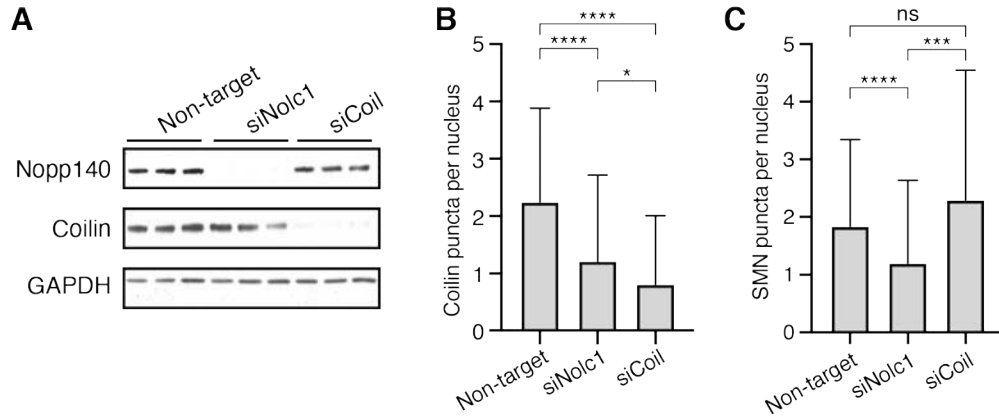 A
Non-target
siNolc1
siCoil
Nopp140
Coilin
GAPDH
B
****
****
*
5
4
3
2
1
0
Coilin puncta per nucleus
Non-target
siNolc1
siCoil
C
ns
***
****
5
4
3
2
1
0
SMN puncta per nucleus
Non-target
siNolc1
siCoil